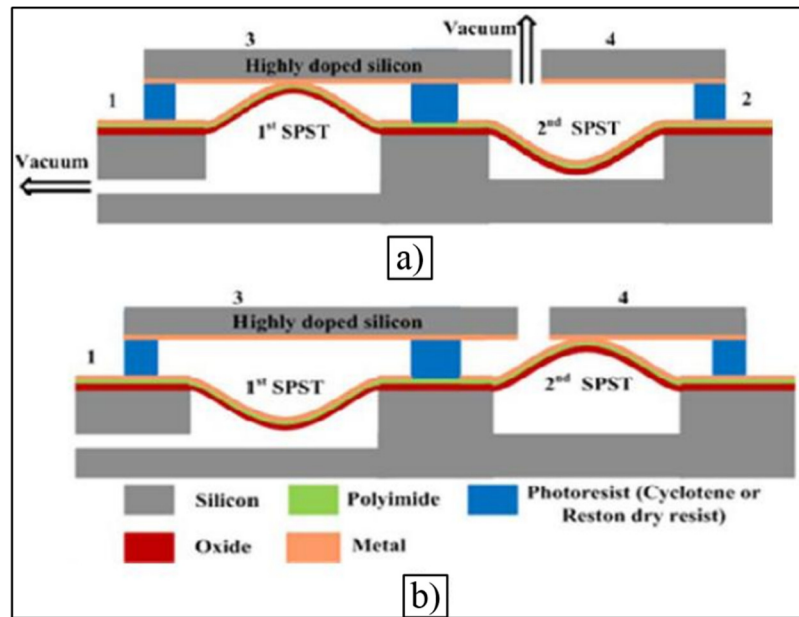 Vacuum
3
4
Highly doped silicon
1
2
1st SPST
2nd SPST
Vacuum
a)
3
4
Highly doped silicon
1
1st SPST
2nd SPST
Silicon
Polyimide
Photoresist (Cyclotene or
Reston dry resist)
Oxide
Metal
b)